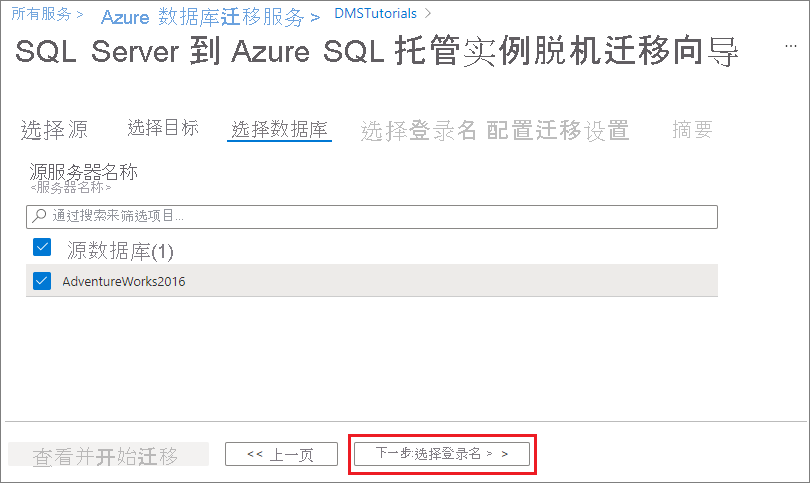 所有服务 > Azure 数据库迁移服务 > DMSTutorials >
SQL Server 到 Azure SQL 托管实例脱机迁移向导 ...
选择源 选择目标 选择数据库 选择登录名 配置迁移设置 摘要
源服务器名称
<服务器名称>
通过搜索来筛选项目...
源数据库(1)
AdventureWorks2016
查看并开始迁移 << 上一页 下一步:选择登录名 > >